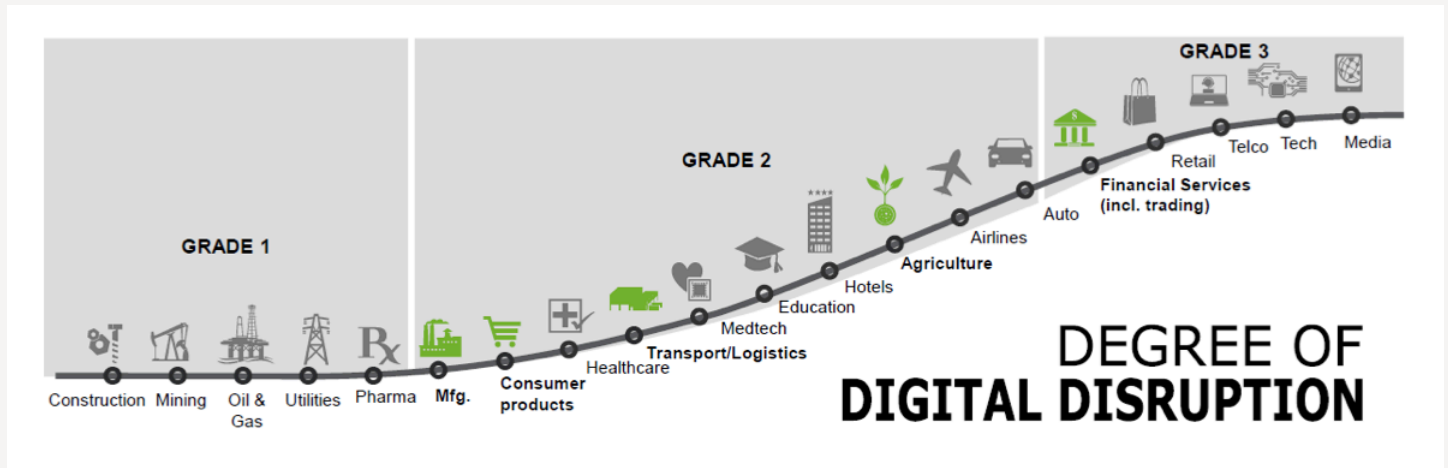 GRADE 1
GRADE 2
GRADE 3
Construction
Mining
Oil &
Gas
Utilities
Pharma
Mfg.
Consumer
products
Healthcare
Transport/Logistics
Medtech
Education
Hotels
Agriculture
Airlines
Auto
Financial Services
(incl. trading)
Retail
Telco
Tech
Media
Rx
$
DEGREE OF
DIGITAL DISRUPTION